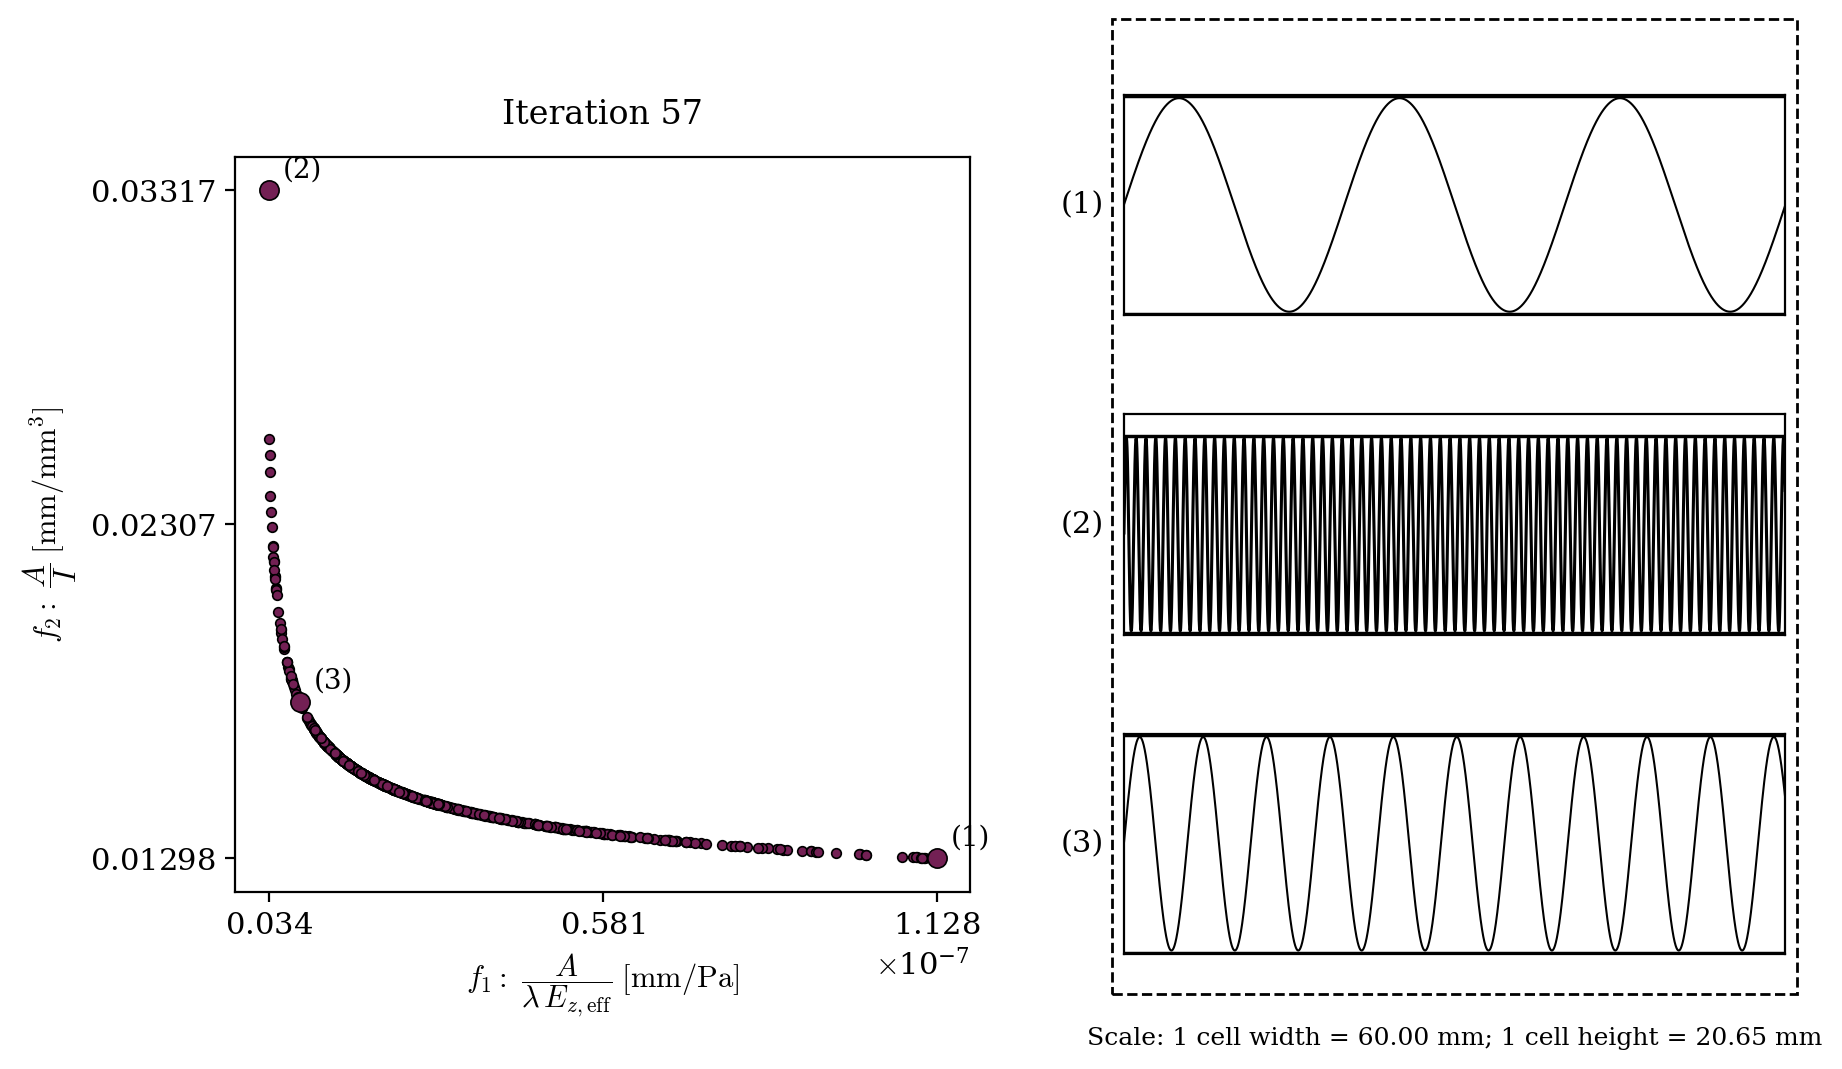 Iteration 57
(2)
0.03317
(1)
f₂ : A/I [mm/mm³]
0.02307
(2)
(3)
0.01298
(1)
(3)
0.034 0.581 1.128
×10⁻⁷
f₁ : A/(λ E_{z,eff}) [mm/Pa]
Scale: 1 cell width = 60.00 mm; 1 cell height = 20.65 mm